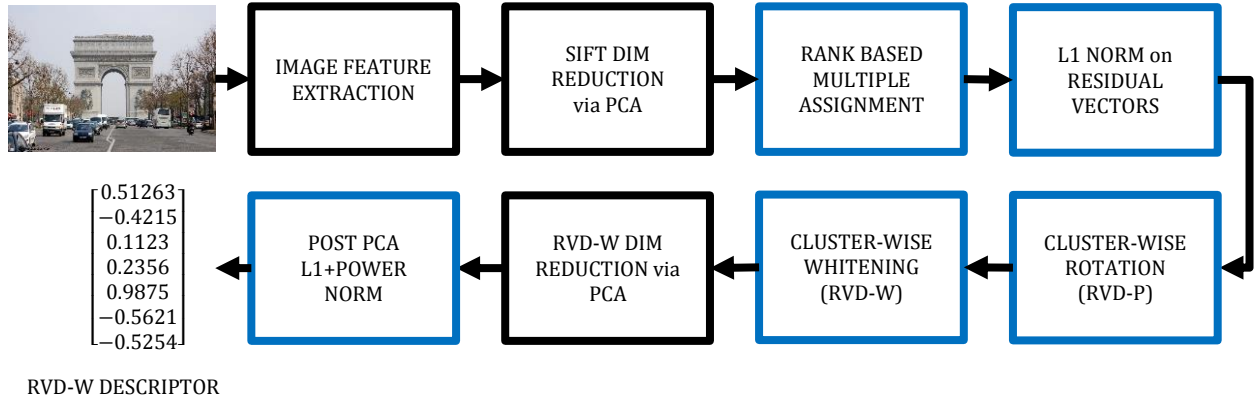 IMAGE FEATURE
EXTRACTION
SIFT DIM
REDUCTION
via PCA
RANK BASED
MULTIPLE
ASSIGNMENT
L1 NORM on
RESIDUAL
VECTORS
CLUSTER-WISE
ROTATION
(RVD-P)
CLUSTER-WISE
WHITENING
(RVD-W)
RVD-W DIM
REDUCTION via
PCA
POST PCA
L1+POWER
NORM
0.51263
−0.4215
0.1123
0.2356
0.9875
−0.5621
−0.5254
RVD-W DESCRIPTOR